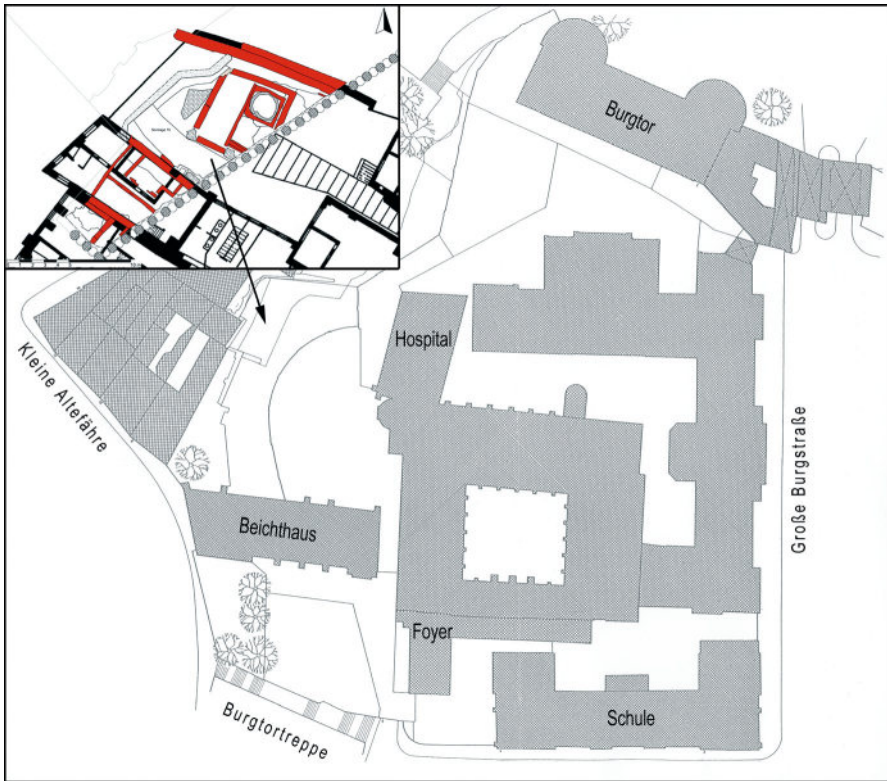 Burgtor
Hospital
Kleine Altefähre
Große Burgstraße
Beichthaus
Foyer
Burgtortreppe
Schule